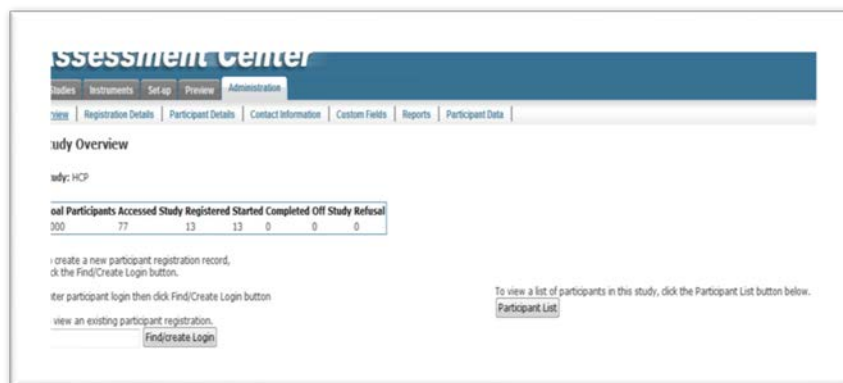 ssessment Center
Studies Instruments Set up Preview Administration
view Registration Details Participant Details Contact Information Custom Fields Reports Participant Data
udy Overview
udy: HCP
oal Participants Accessed Study Registered Started Completed Off Study Refusal
000 77 13 13 0 0 0
create a new participant registration record,
ck the Find/Create Login button.
nter participant login then click Find/Create Login button
To view a list of participants in this study, click the Participant List button below.
Participant List
view an existing participant registration.
Find/create Login